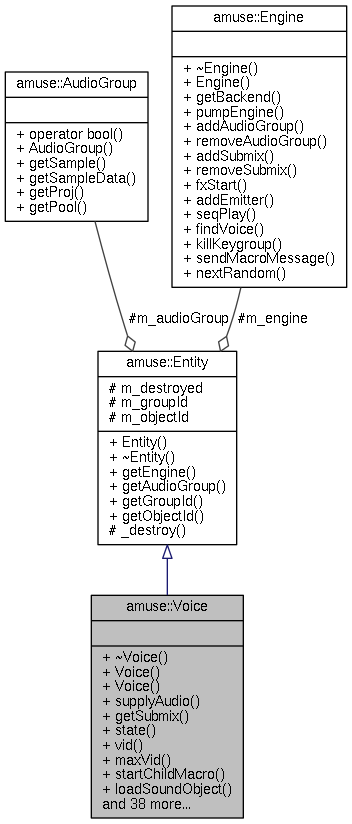 amuse::Engine
+ ~Engine()
+ Engine()
+ getBackend()
+ pumpEngine()
+ addAudioGroup()
+ removeAudioGroup()
+ addSubmix()
+ removeSubmix()
+ fxStart()
+ addEmitter()
+ seqPlay()
+ findVoice()
+ killKeygroup()
+ sendMacroMessage()
+ nextRandom()
amuse::AudioGroup
+ operator bool()
+ AudioGroup()
+ getSample()
+ getSampleData()
+ getProj()
+ getPool()
#m_audioGroup
#m_engine
amuse::Entity
# m_destroyed
# m_groupId
# m_objectId
+ Entity()
+ ~Entity()
+ getEngine()
+ getAudioGroup()
+ getGroupId()
+ getObjectId()
# _destroy()
amuse::Voice
+ ~Voice()
+ Voice()
+ Voice()
+ supplyAudio()
+ getSubmix()
+ state()
+ vid()
+ maxVid()
+ startChildMacro()
+ loadSoundObject()
and 38 more...